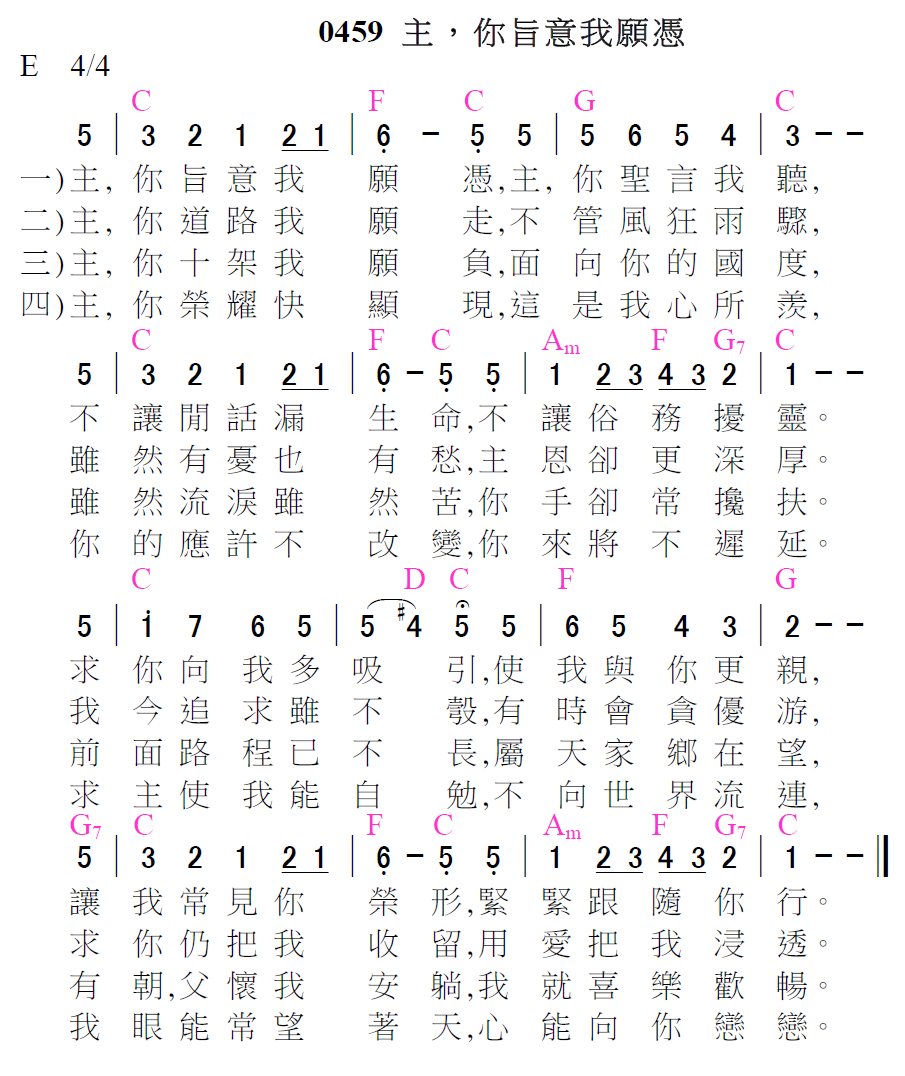 0459 主，你旨意我願憑
E 4/4
C F C G C
5 | 3 2 1 2 1 | 6̣ – 5̣ 5 | 5 6 5 4 | 3 – –
一)主, 你旨意我願憑,主, 你聖言我聽,
二)主, 你道路我願走,不管風狂雨驟,
三)主, 你十架我願負,面向你的國度,
四)主, 你榮耀快顯現,這是我心所羨,
C F C Am F G7 C
5 | 3 2 1 2 1 | 6̣ – 5̣ 5̣ | 1 2 3 4 3 2 | 1 – –
不讓閒話漏生命,不讓俗務擾靈。
雖然有憂也有愁,主恩卻更深厚。
雖然流淚雖然苦,你手卻常攙扶。
你的應許不改變,你來將不遲延。
C D C F G
5 | i 7 6 5 | 5 #4 5 5 | 6 5 4 3 | 2 – –
求你向我多吸引,使我與你更親,
我今追求雖不彀,有時會貪優游,
前面路程已不長,屬天家鄉在望,
求主使我能自勉,不向世界流連,
G7 C F C Am F G7 C
5 | 3 2 1 2 1 | 6̣ – 5̣ 5̣ | 1 2 3 4 3 2 | 1 – – ‖
讓我常見你榮形,緊緊跟隨你行。
求你仍把我收留,用愛把我浸透。
有朝,父懷我安躺,我就喜樂歡暢。
我眼能常望著天,心能向你戀戀。